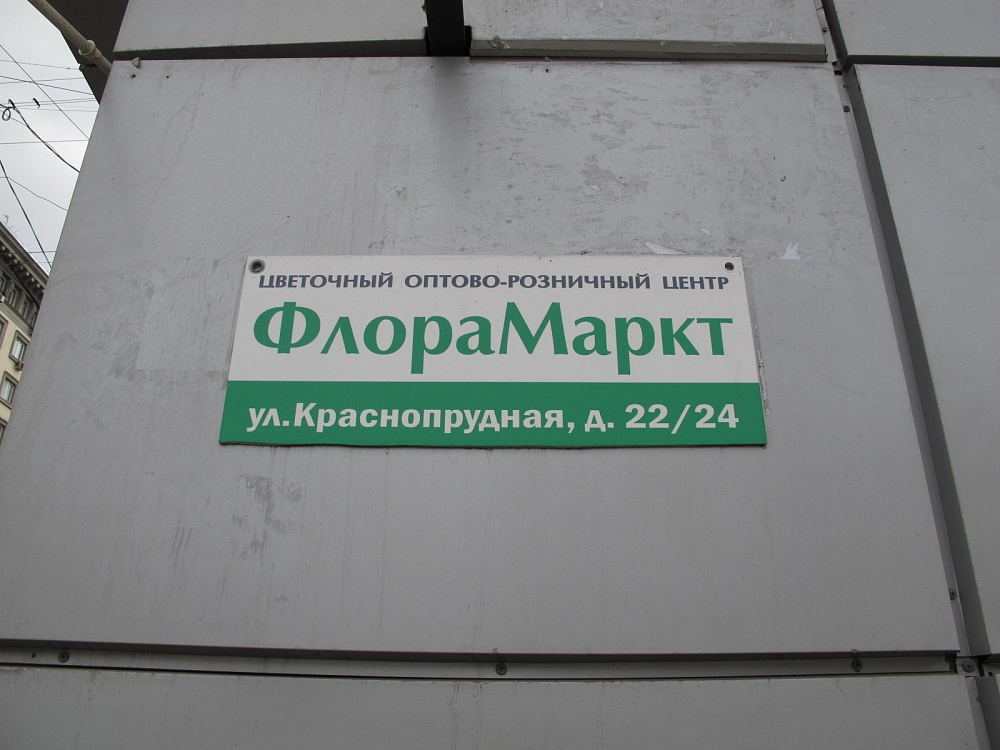 ЦВЕТОЧНЫЙ ОПТОВО-РОЗНИЧНЫЙ ЦЕНТР
ФлораМаркт
ул.Краснопрудная, д. 22/24